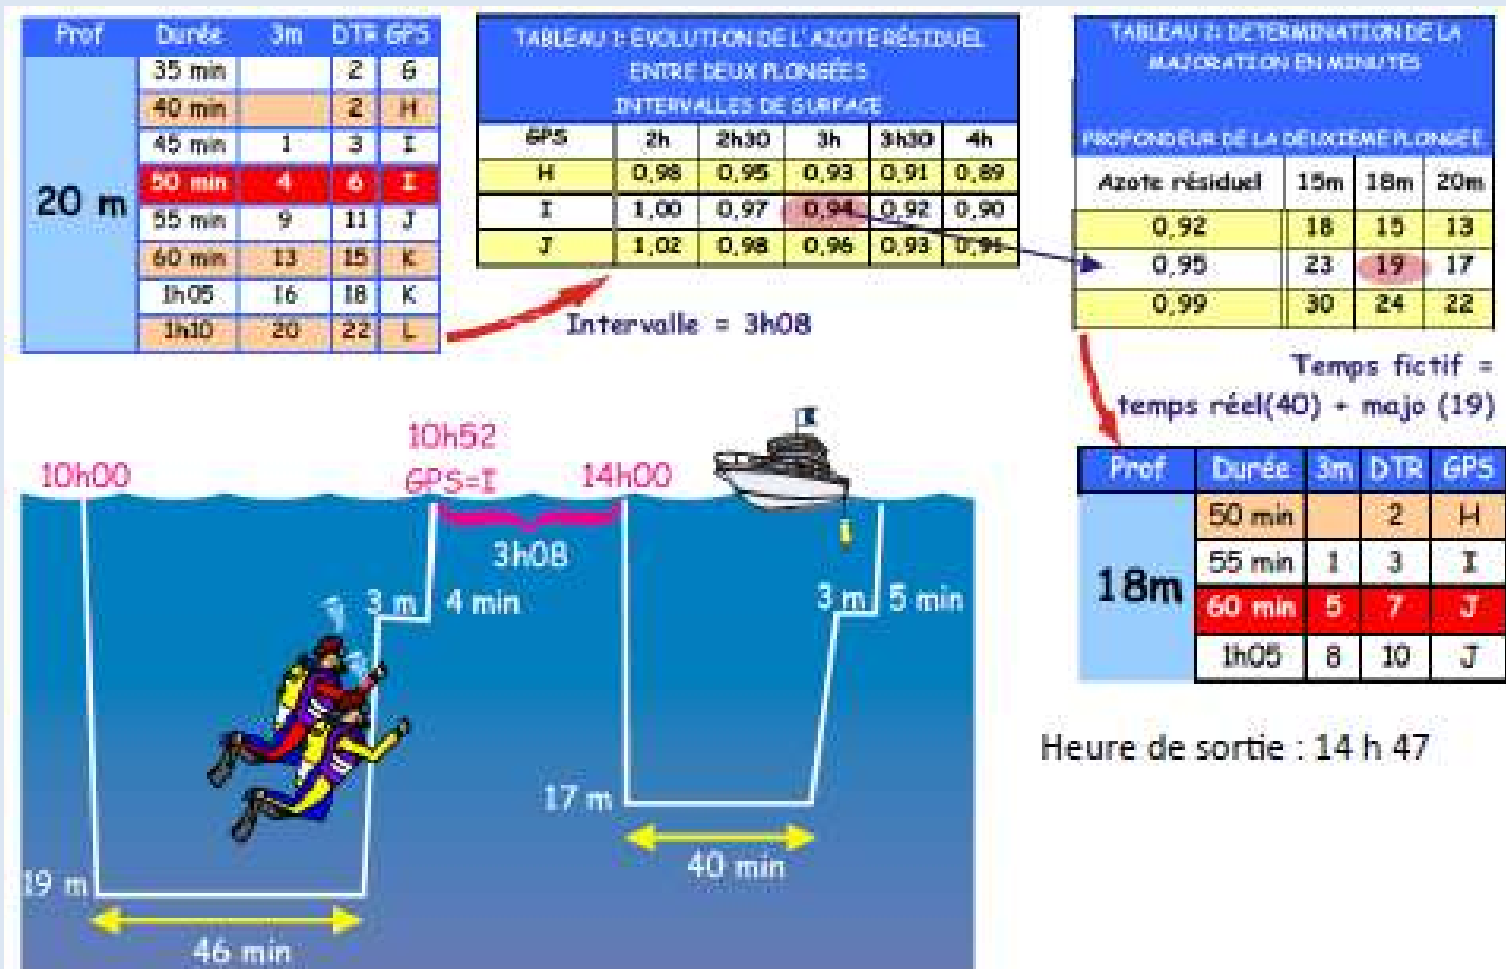 Prof Durée 3m DTR GPS
20 m
35 min 2 G
40 min 2 H
45 min 1 3 I
50 min 4 6 I
55 min 9 11 J
60 min 13 15 K
1h05 16 18 K
1h10 20 22 L
TABLEAU 1: EVOLUTION DE L'AZOTE RÉSIDUEL
ENTRE DEUX PLONGÉES
INTERVALLES DE SURFACE
GPS 2h 2h30 3h 3h30 4h
H 0,98 0,95 0,93 0,91 0,89
I 1,00 0,97 0,94 0,92 0,90
J 1,02 0,98 0,96 0,93 0,91
Intervalle = 3h08
TABLEAU 2: DETERMINATION DE LA
MAJORATION EN MINUTES
PROFONDEUR DE LA DEUXIEME PLONGÉE
Azote résiduel 15m 18m 20m
0,92 18 15 13
0,95 23 19 17
0,99 30 24 22
Temps fictif =
temps réel(40) + majo (19)
Prof Durée 3m DTR GPS
18m
50 min 2 H
55 min 1 3 I
60 min 5 7 J
1h05 8 10 J
Heure de sortie : 14 h 47
10h00
10h52
GPS=I
14h00
3h08
3 m 4 min
3 m 5 min
17 m
40 min
19 m
46 min